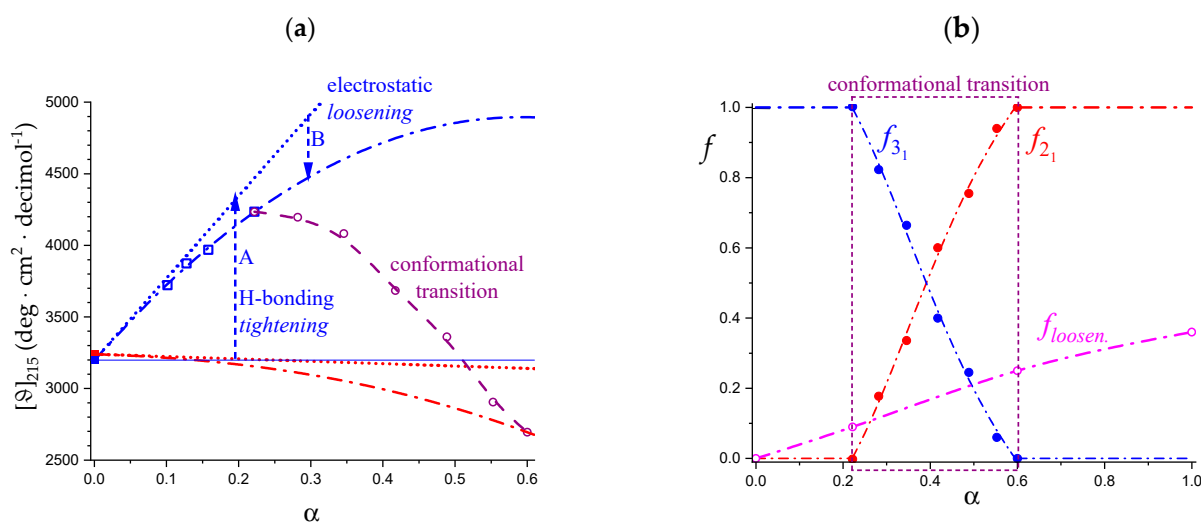 (a)
electrostatic
loosening
B
A
H-bonding
tightening
conformational
transition
5000
4500
4000
3500
3000
2500
[ϑ]215 (deg · cm2 · decimol-1)
0.0 0.1 0.2 0.3 0.4 0.5 0.6
α
(b)
conformational transition
1.0
0.8
0.6
0.4
0.2
0.0
f
f31
f21
floosen.
0.0 0.2 0.4 0.6 0.8 1.0
α